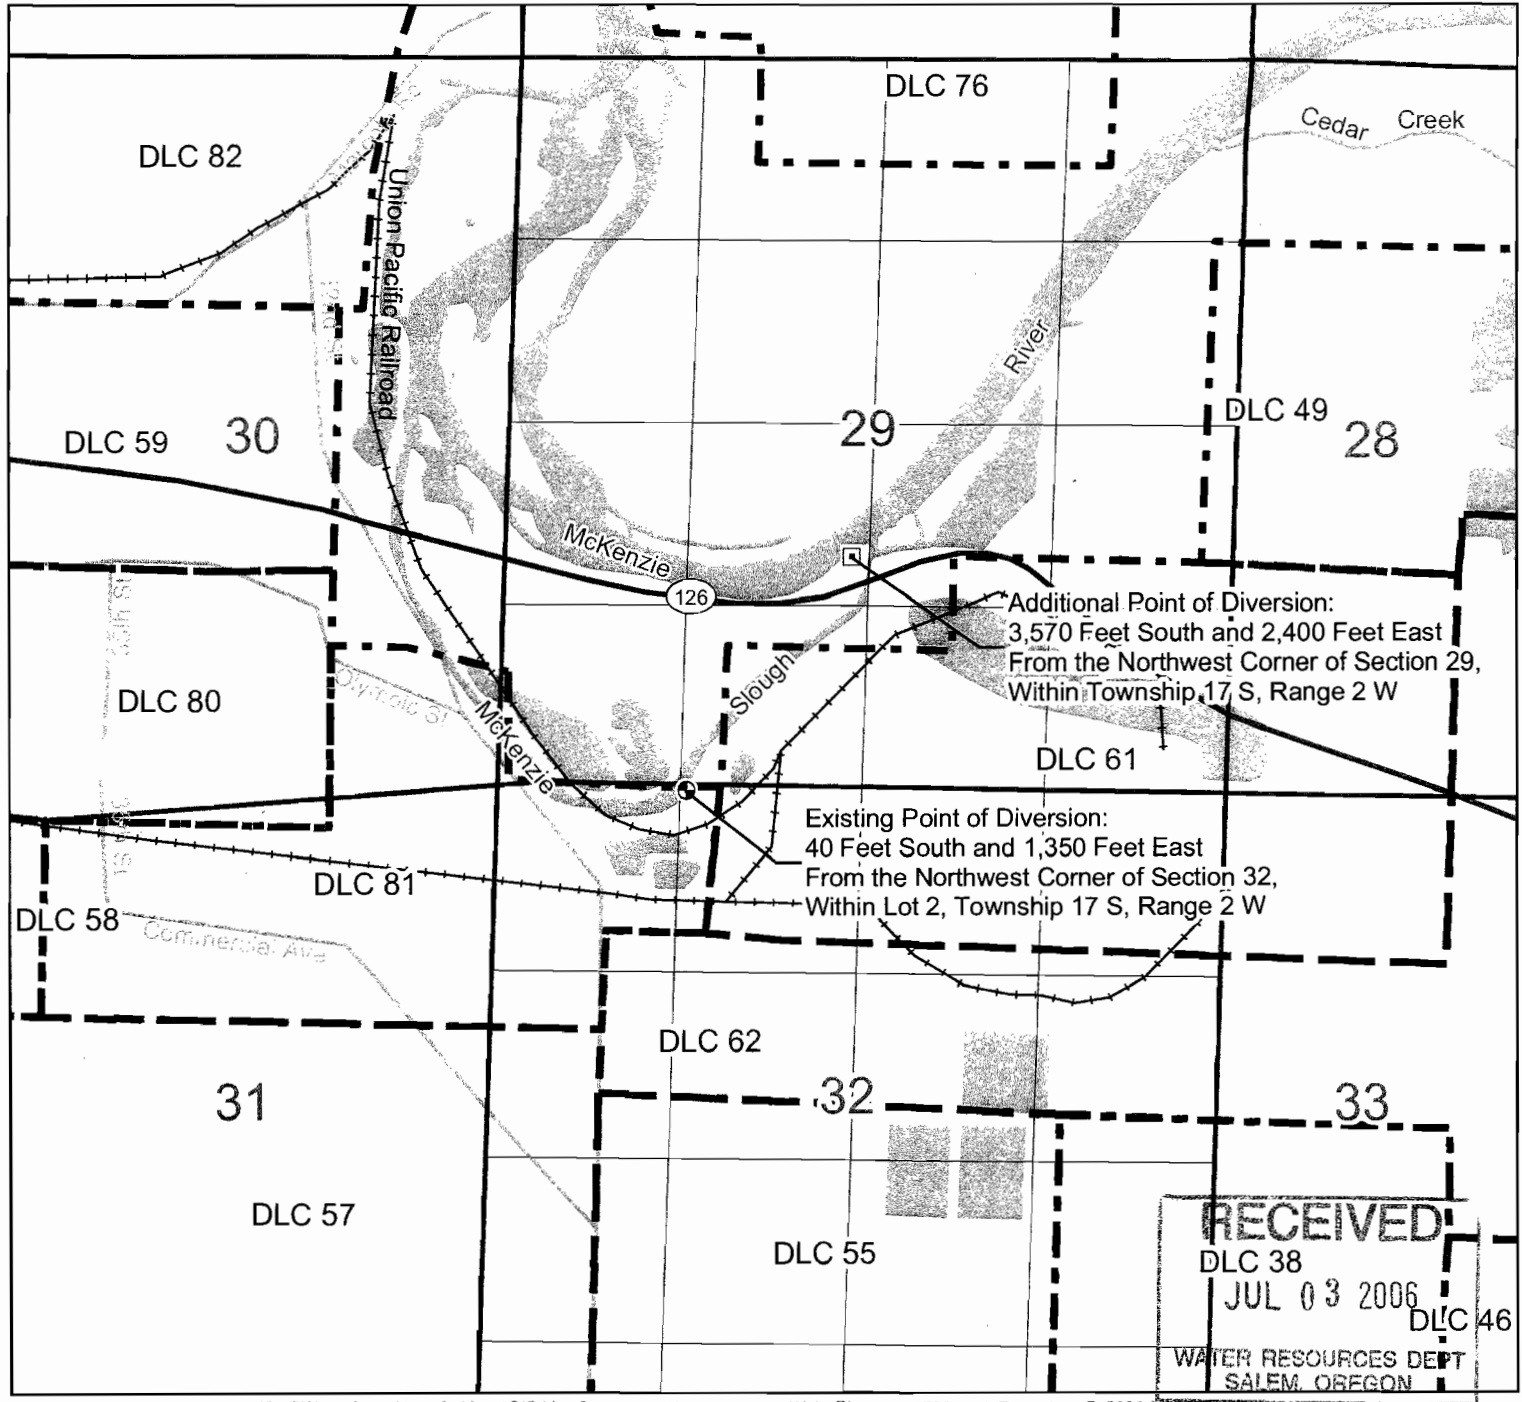 DLC 76
Cedar Creek
DLC 82
Union Pacific Railroad
River
DLC 49
29
28
30
DLC 59
McKenzie
126
Additional Point of Diversion:
3,570 Feet South and 2,400 Feet East
From the Northwest Corner of Section 29,
Within Township 17 S, Range 2 W
Slough
Olympic St
DLC 80
McKenzie
DLC 61
Existing Point of Diversion:
40 Feet South and 1,350 Feet East
From the Northwest Corner of Section 32,
Within Lot 2, Township 17 S, Range 2 W
DLC 81
DLC 58
Commercial Ave
DLC 62
31
32
33
DLC 57
DLC 55
RECEIVED
DLC 38
JUL 03 2006
DLC 46
WATER RESOURCES DEPT
SALEM, OREGON